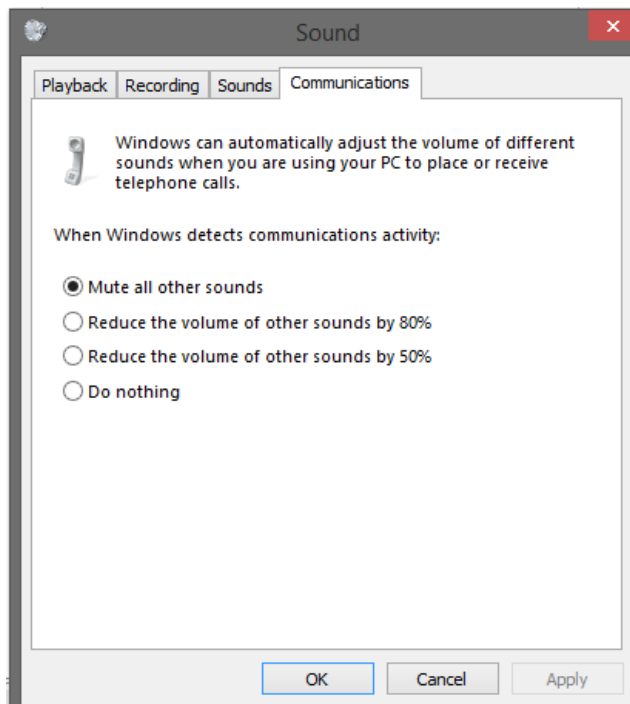 Sound
Playback Recording Sounds Communications
Windows can automatically adjust the volume of different
sounds when you are using your PC to place or receive
telephone calls.
When Windows detects communications activity:
Mute all other sounds
Reduce the volume of other sounds by 80%
Reduce the volume of other sounds by 50%
Do nothing
OK Cancel Apply